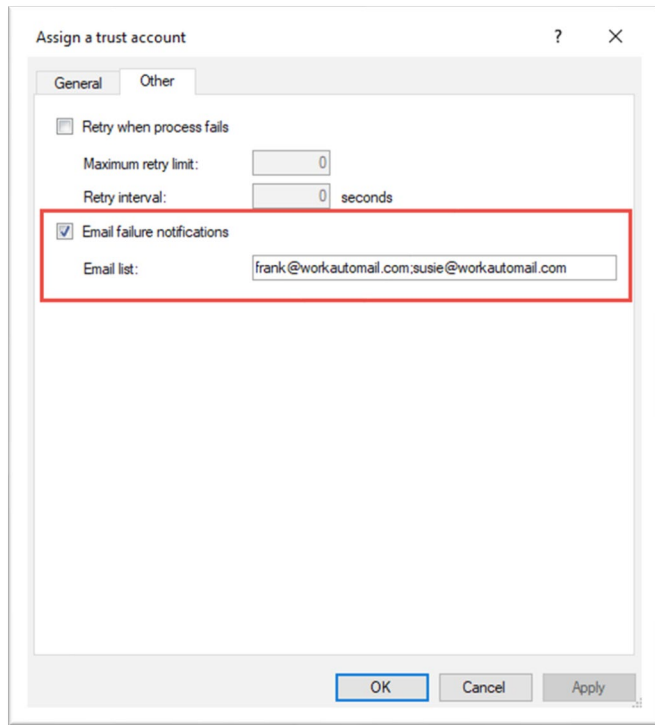 Assign a trust account ?
General Other
Retry when process fails
Maximum retry limit: 0
Retry interval: 0 seconds
Email failure notifications
Email list: frank@workautomail.com;susie@workautomail.com
OK Cancel Apply